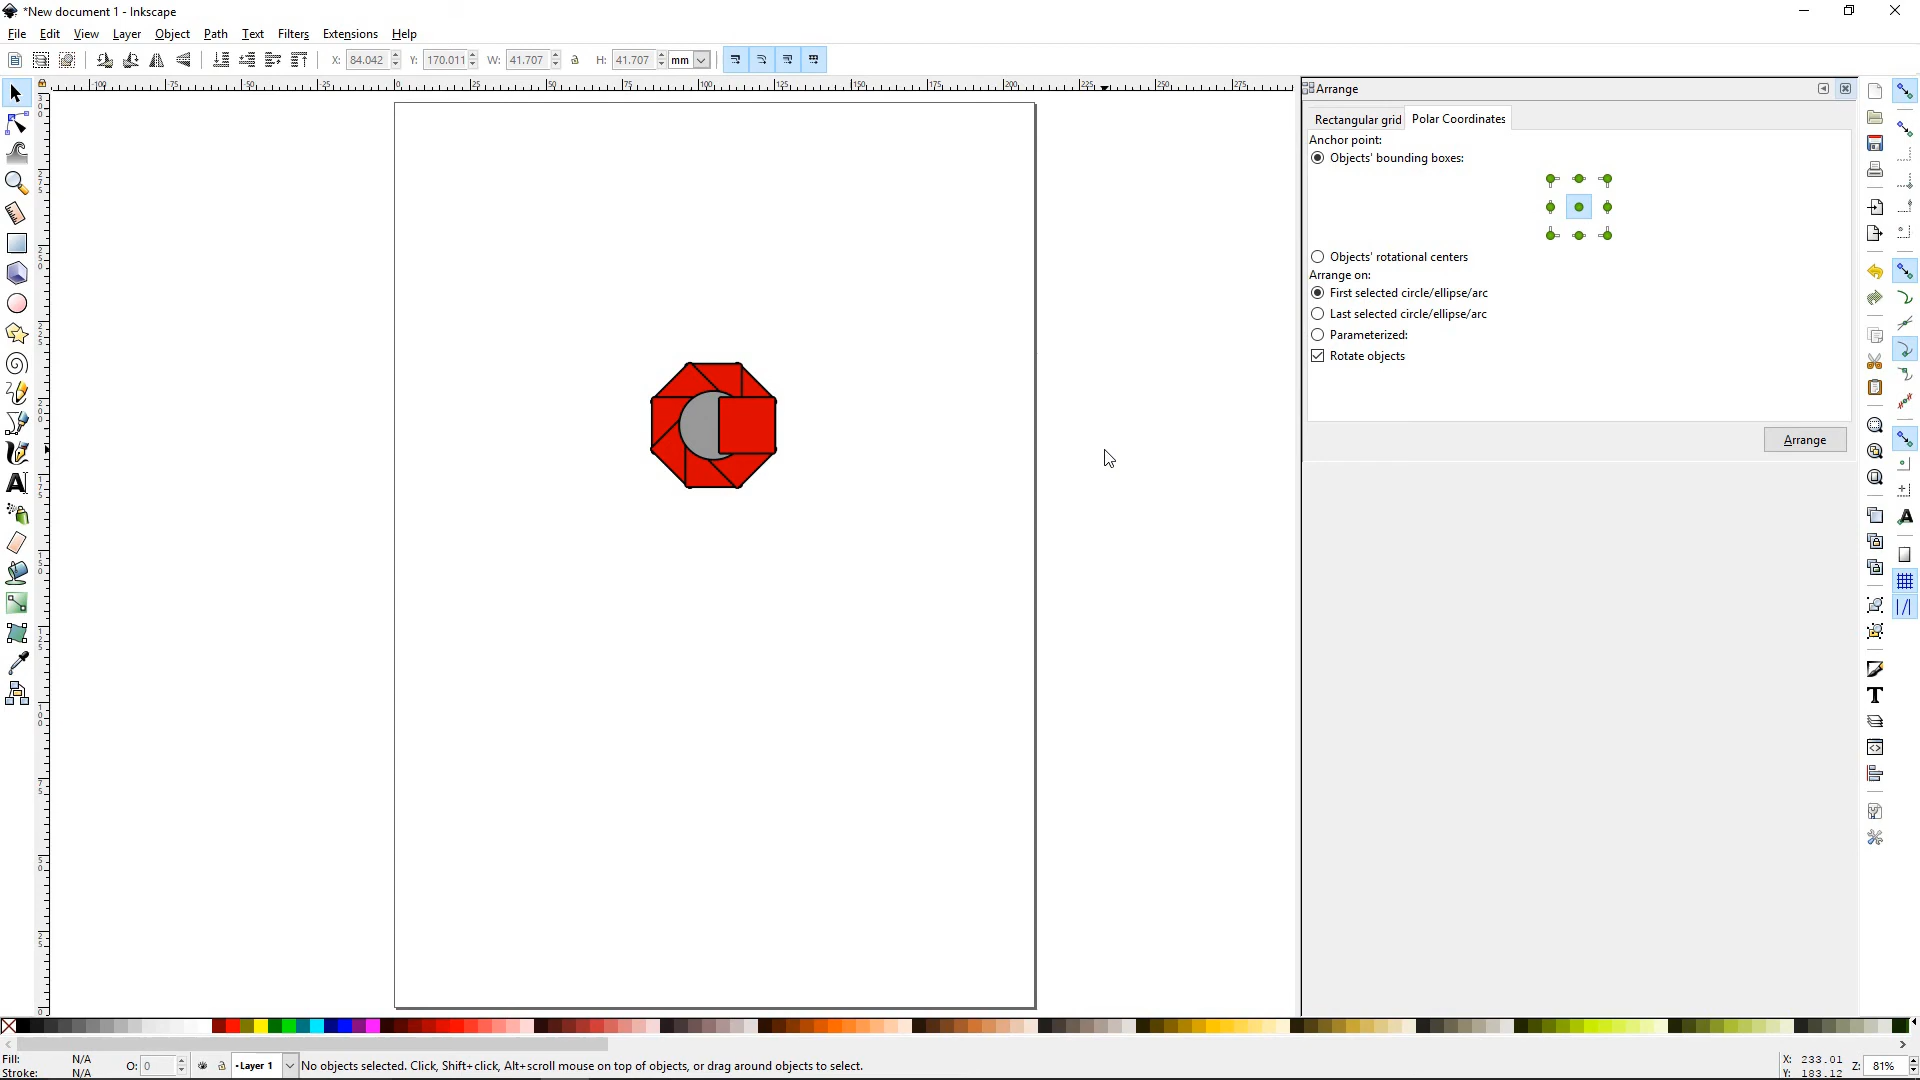 *New document 1 - Inkscape
File Edit View Layer Object Path Text Filters Extensions Help
X: 84.042 Y: 170.011 W: 41.707 H: 41.707 mm
Arrange
Rectangular grid Polar Coordinates
Anchor point:
Objects' bounding boxes:
Objects' rotational centers
Arrange on:
First selected circle/ellipse/arc
Last selected circle/ellipse/arc
Parameterized:
Rotate objects
Arrange
Fill: N/A
Stroke: N/A
O: 0
•Layer 1
No objects selected. Click, Shift+click, Alt+scroll mouse on top of objects, or drag around objects to select.
X: 233.01
Y: 183.12
Z: 81%